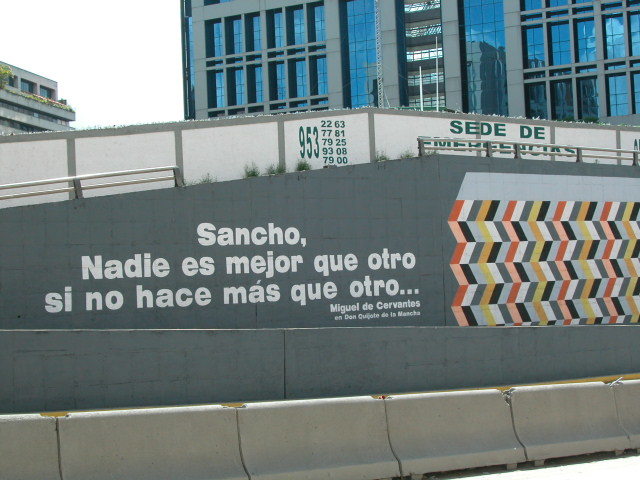 953
22 63
77 81
79 25
93 08
79 00
SEDE DE
Sancho,
Nadie es mejor que otro
si no hace más que otro...
Miguel de Cervantes
en Don Quijote de la Mancha